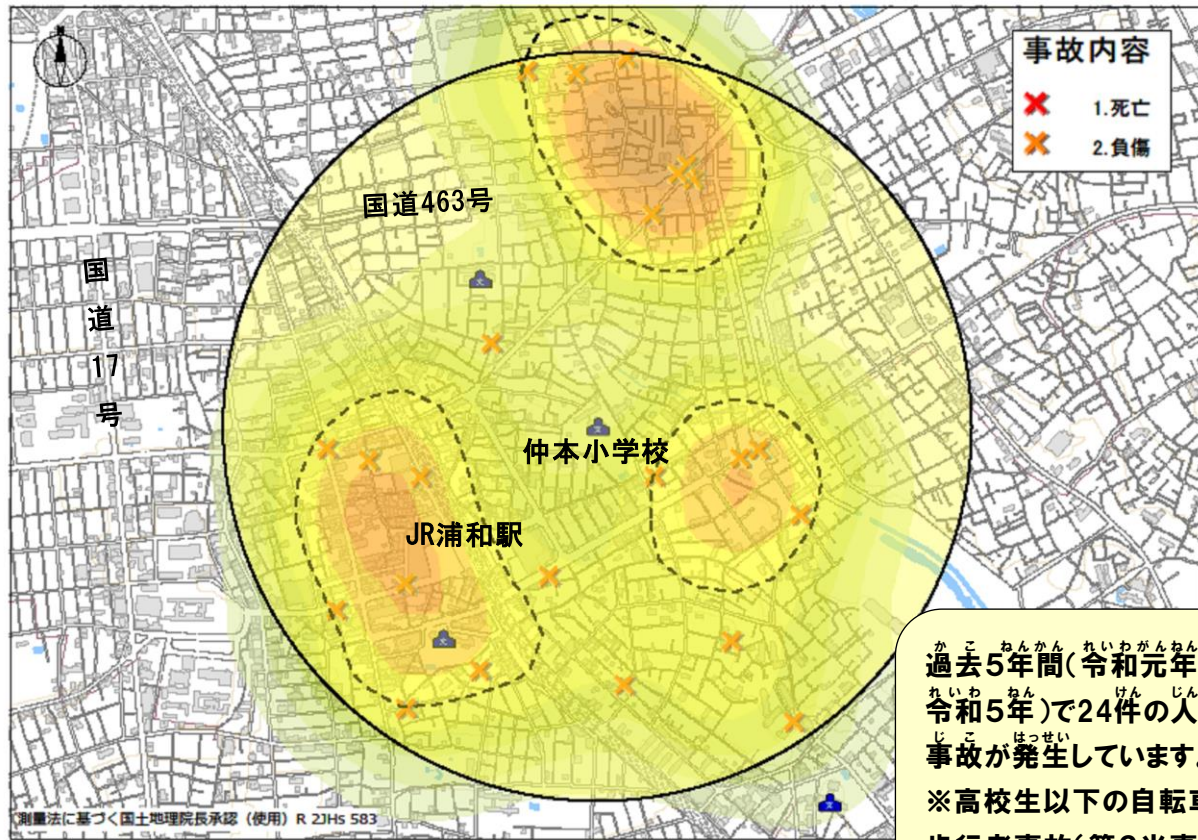 事故内容
1.死亡
2.負傷
国道463号
国道17号
仲本小学校
JR浦和駅
過去5年間(令和元年
令和5年)で24件の人
事故が発生しています。
※高校生以下の自転車
測量法に基づく国土地理院長承認(使用)R 2JHs 583